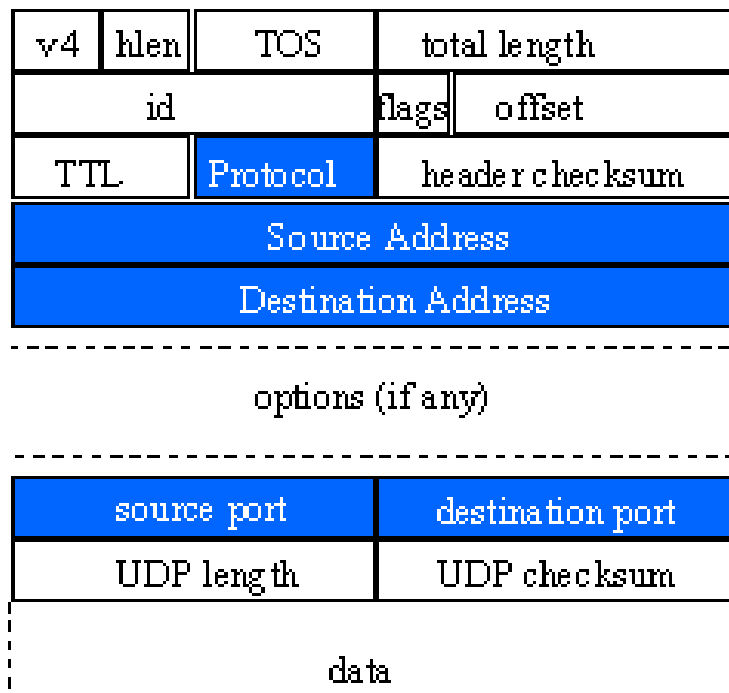 v4 hlen TOS total length
id flags offset
TTL Protocol header checksum
Source Address
Destination Address
options (if any)
source port destination port
UDP length UDP checksum
data